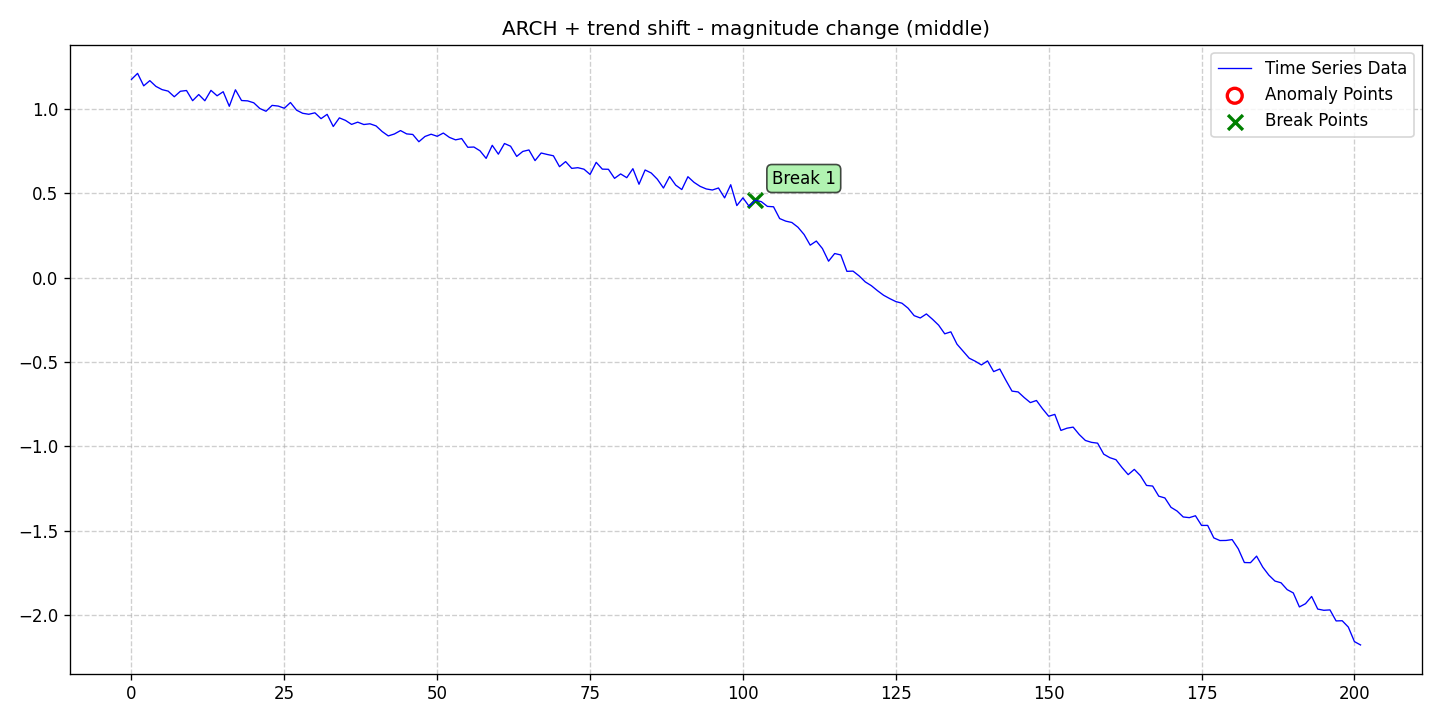 ARCH + trend shift - magnitude change (middle)
Time Series Data
Anomaly Points
Break Points
Break 1
1.0
0.5
0.0
−0.5
−1.0
−1.5
−2.0
0 25 50 75 100 125 150 175 200